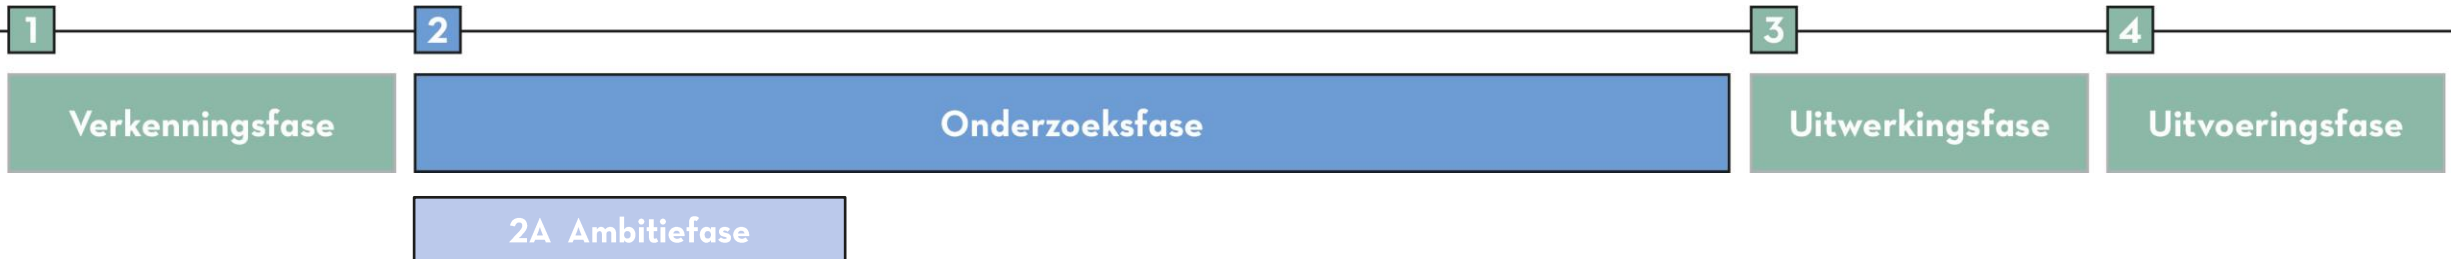 1 2 3 4
Verkenningsfase Onderzoeksfase Uitwerkingsfase Uitvoeringsfase
2A Ambitiefase